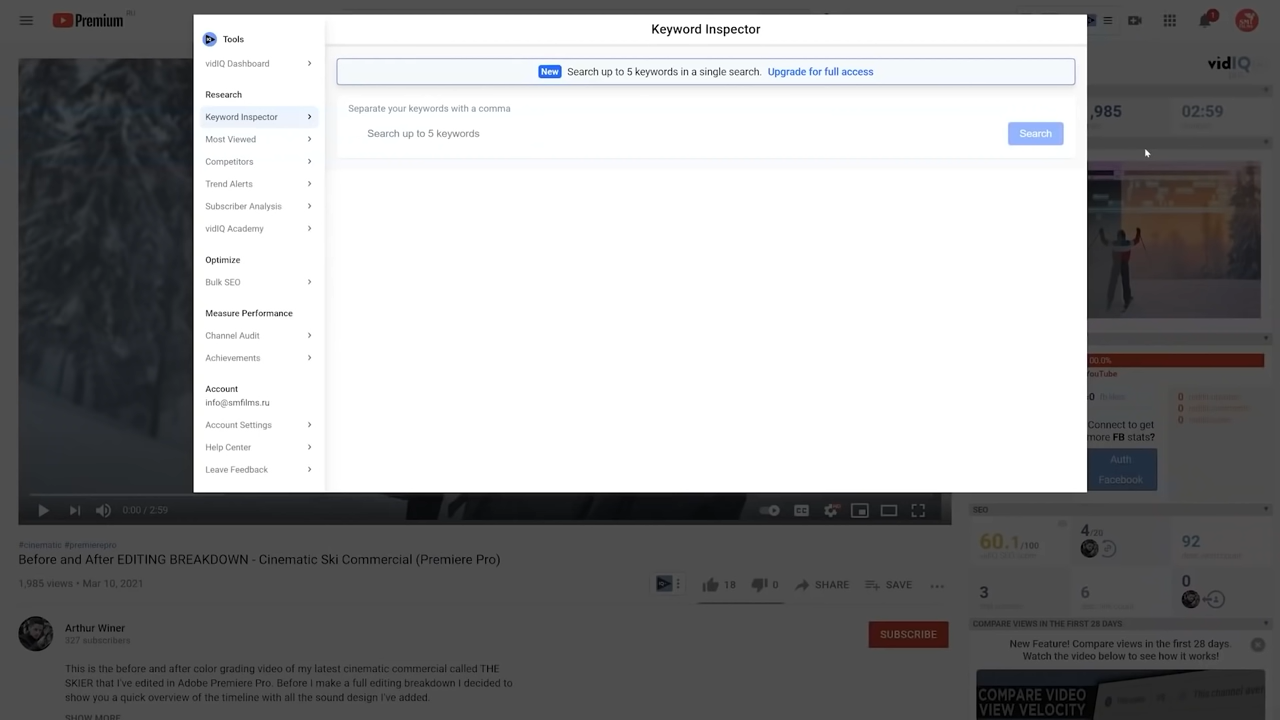 Premium RU
1
Tools
Keyword Inspector
vidIQ Dashboard
New Search up to 5 keywords in a single search. Upgrade for full access
Research
Separate your keywords with a comma
Keyword Inspector
Search up to 5 keywords
Search
Most Viewed
Competitors
Trend Alerts
Subscriber Analysis
vidIQ Academy
Optimize
Bulk SEO
Measure Performance
Channel Audit
Achievements
Account
info@smfilms.ru
Account Settings
Help Center
Leave Feedback
vidIQ
,985
02:59
00.0%
YouTube
0
0
0
Connect to get
more FB stats?
Auth
Facebook
0:00 / 2:59
CC
SEO
60.1/100
4/20
92
3
6
0
COMPARE VIEWS IN THE FIRST 28 DAYS
New Feature! Compare views in the first 28 days.
Watch the video below to see how it works!
COMPARE VIDEO
VIEW VELOCITY
#cinematic #premierepro
Before and After EDITING BREAKDOWN - Cinematic Ski Commercial (Premiere Pro)
1,985 views • Mar 10, 2021
18
0
SHARE
SAVE
Arthur Winer
327 subscribers
SUBSCRIBE
This is the before and after color grading video of my latest cinematic commercial called THE
SKIER that I've edited in Adobe Premiere Pro. Before I make a full editing breakdown I decided to
show you a quick overview of the timeline with all the sound design I've added.
SHOW MORE